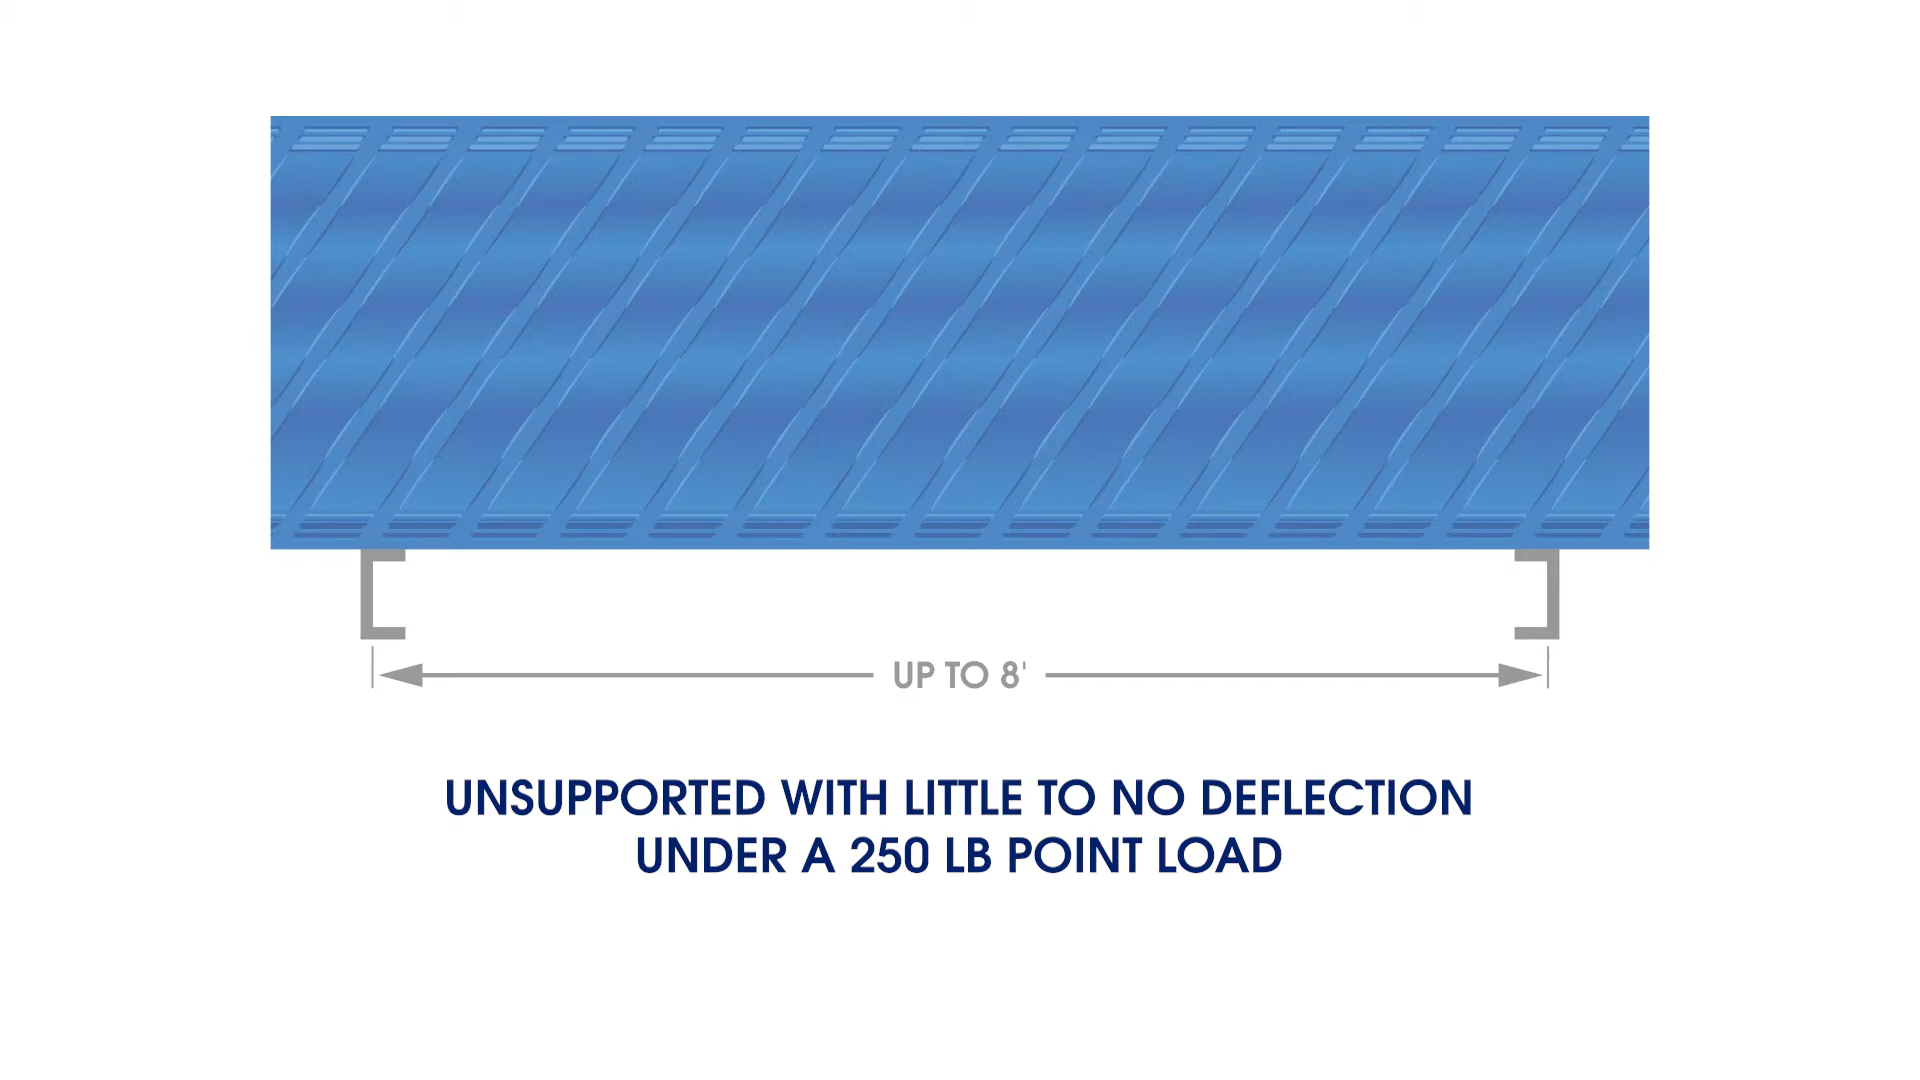 UP TO 8'
UNSUPPORTED WITH LITTLE TO NO DEFLECTION
UNDER A 250 LB POINT LOAD